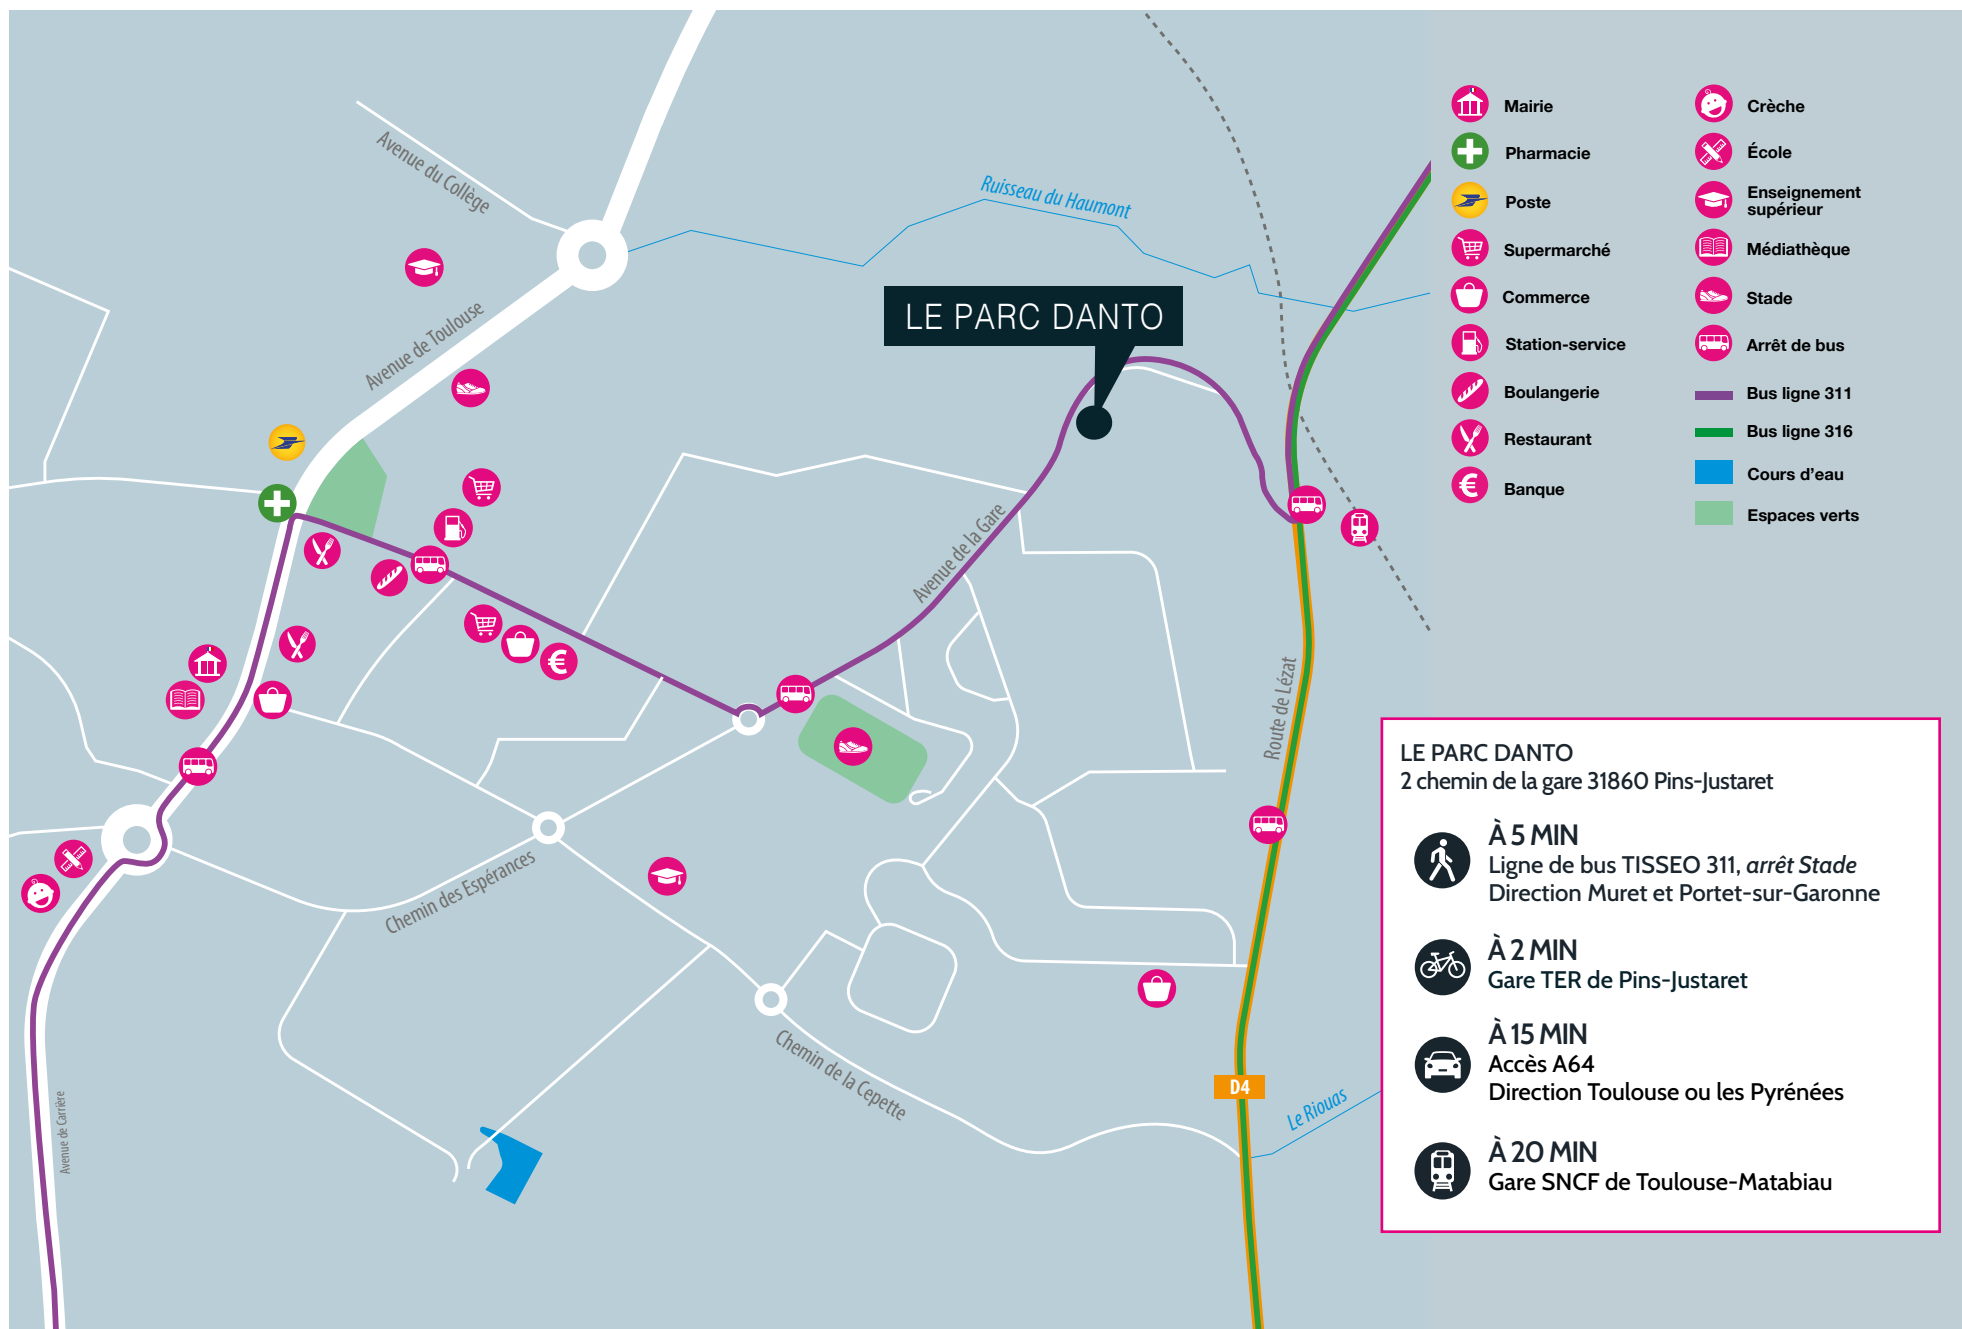 Avenue du Collège
Ruisseau du Haumont
Avenue de Toulouse
LE PARC DANTO
Avenue de la Gare
Route de Lézat
Chemin des Espérances
Chemin de la Cepette
Avenue de Carrière
D4
Le Riouas
Mairie
Pharmacie
Poste
Supermarché
Commerce
Station-service
Boulangerie
Restaurant
Banque
Crèche
École
Enseignement
supérieur
Médiathèque
Stade
Arrêt de bus
Bus ligne 311
Bus ligne 316
Cours d'eau
Espaces verts
LE PARC DANTO
2 chemin de la gare 31860 Pins-Justaret
À 5 MIN
Ligne de bus TISSEO 311, arrêt Stade
Direction Muret et Portet-sur-Garonne
À 2 MIN
Gare TER de Pins-Justaret
À 15 MIN
Accès A64
Direction Toulouse ou les Pyrénées
À 20 MIN
Gare SNCF de Toulouse-Matabiau